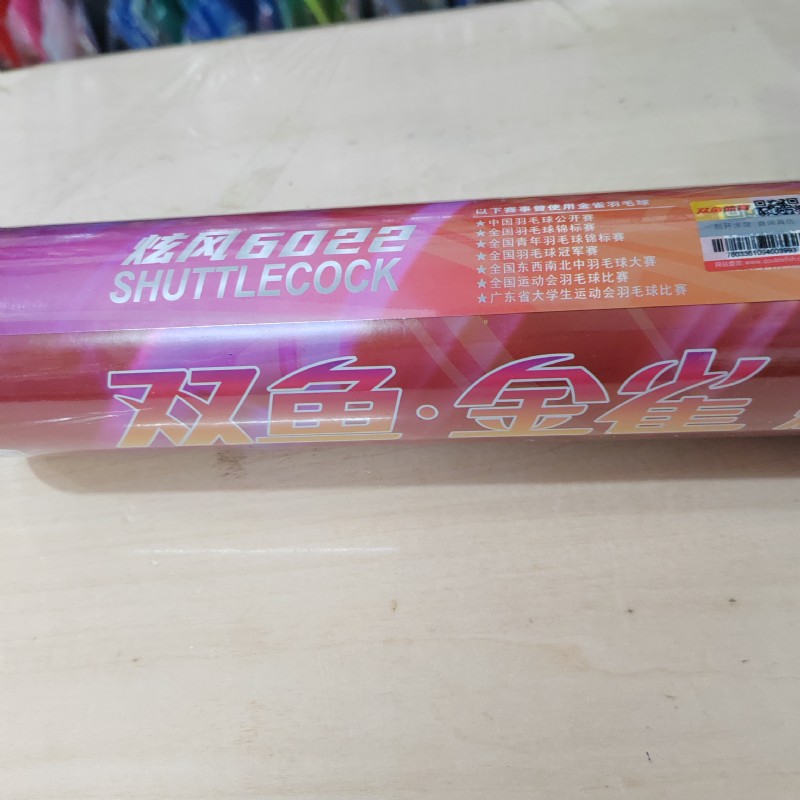 炫风6022
SHUTTLECOCK
以下赛事曾使用金雀羽毛球
★中国羽毛球公开赛
★全国羽毛球锦标赛
★全国青年羽毛球锦标赛
★全国羽毛球冠军赛
★全国东西南北中羽毛球大赛
★全国运动会羽毛球比赛
★广东省大学生运动会羽毛球比赛
双鱼体育
双鱼·金雀